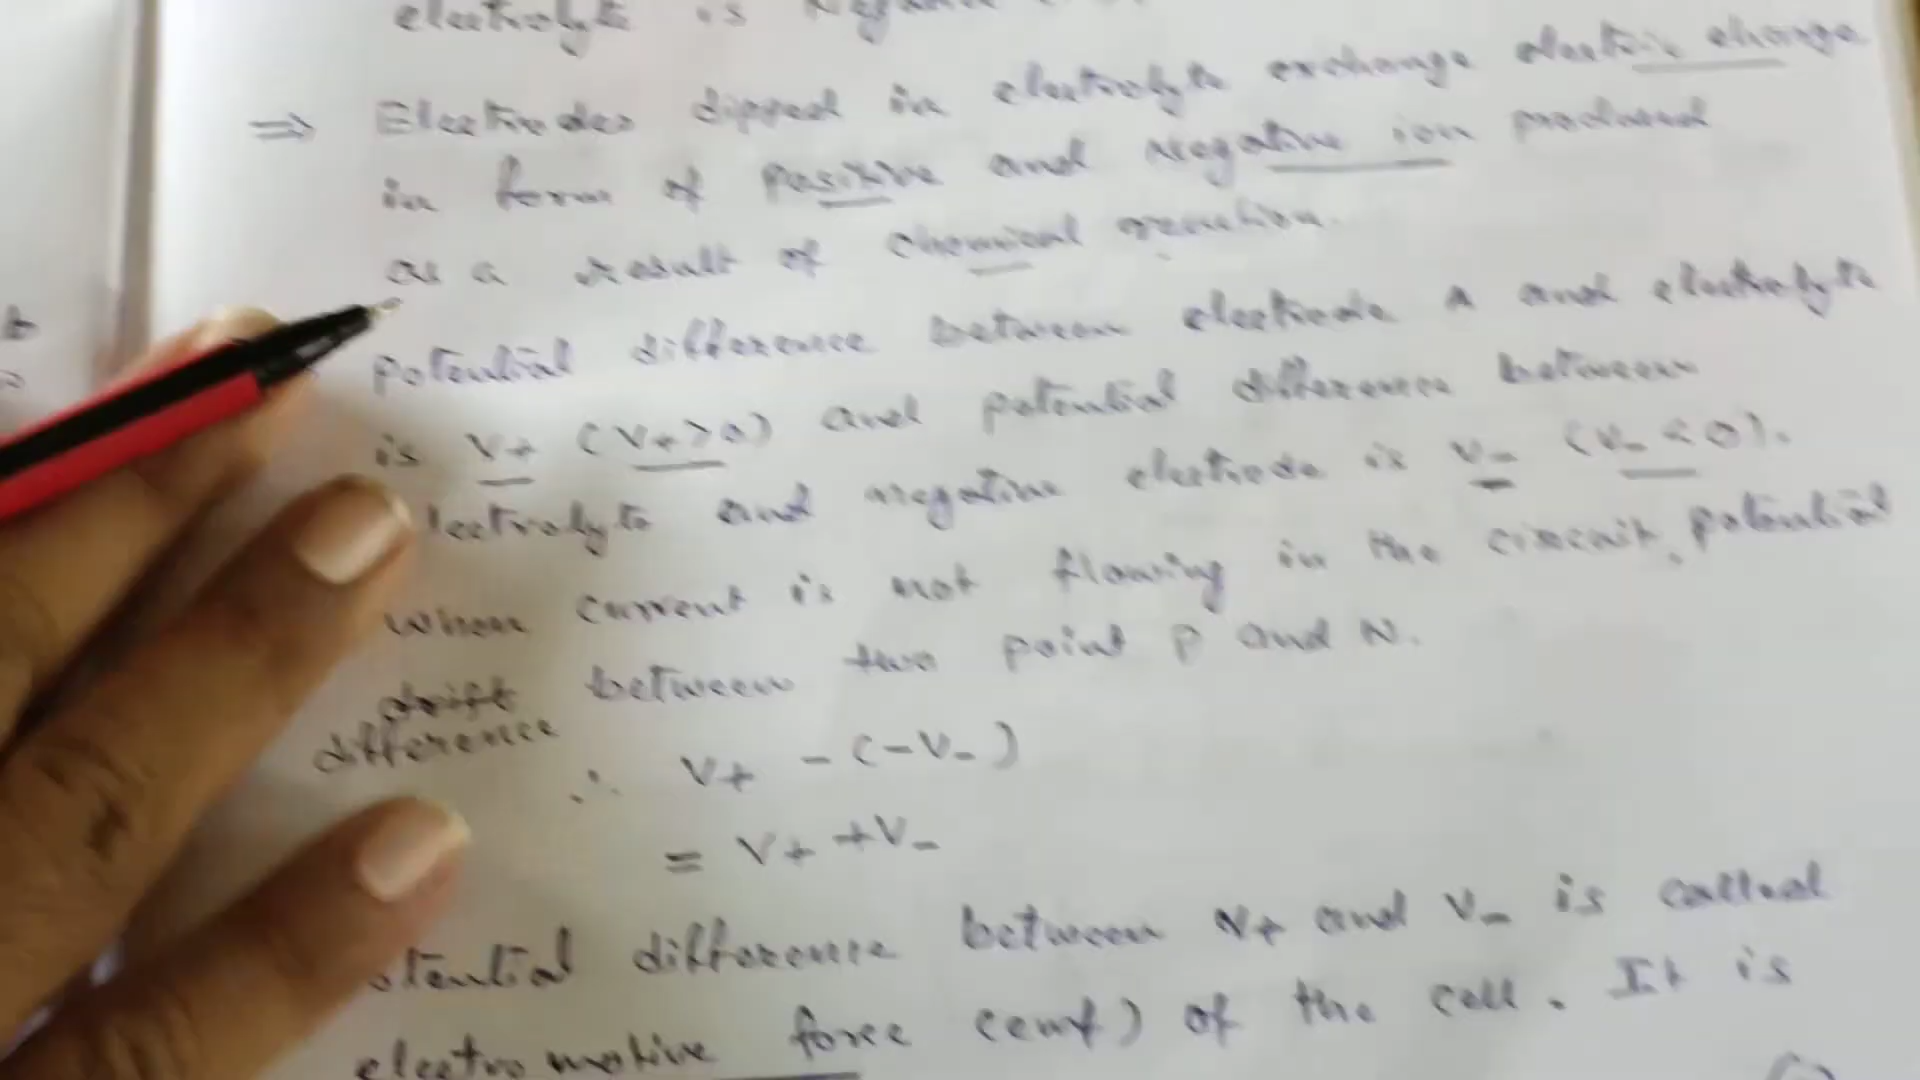 electrolyte is
⇒ Electrodes dipped in electrolyte exchange electric charge
in form of Positive and Negative ion produced
as a result of chemical reaction.
Potential difference between electrode A and electrolyte
is V+ (V+>0) and potential difference between
lectrolyte and negative electrode is V- (V- < 0).
When current is not flowing in the circuit, potential
drift between two point P and N.
difference
∴ V+ - (-V-)
= V+ +V-
otential difference between V+ and V- is called
electromotive force (emf) of the cell. It is